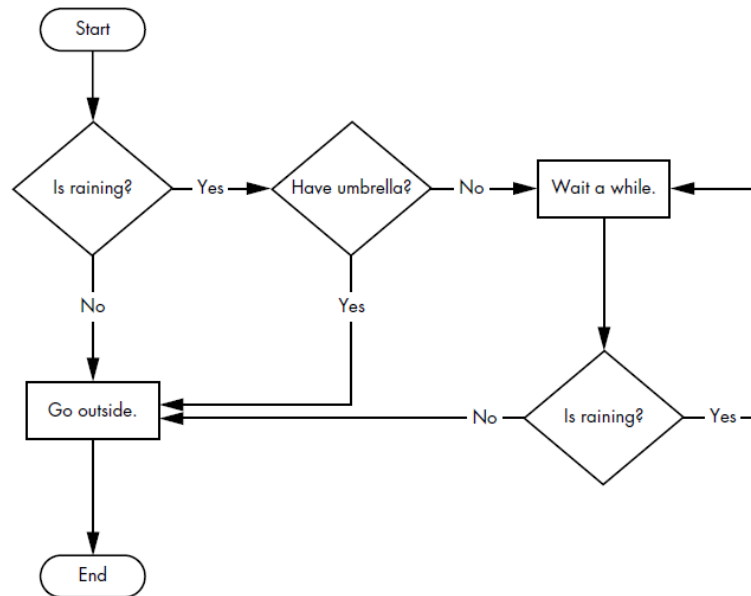 Start
Is raining?
Yes
Have umbrella?
No
Wait a while.
No
Yes
Go outside.
No
Is raining?
Yes
End